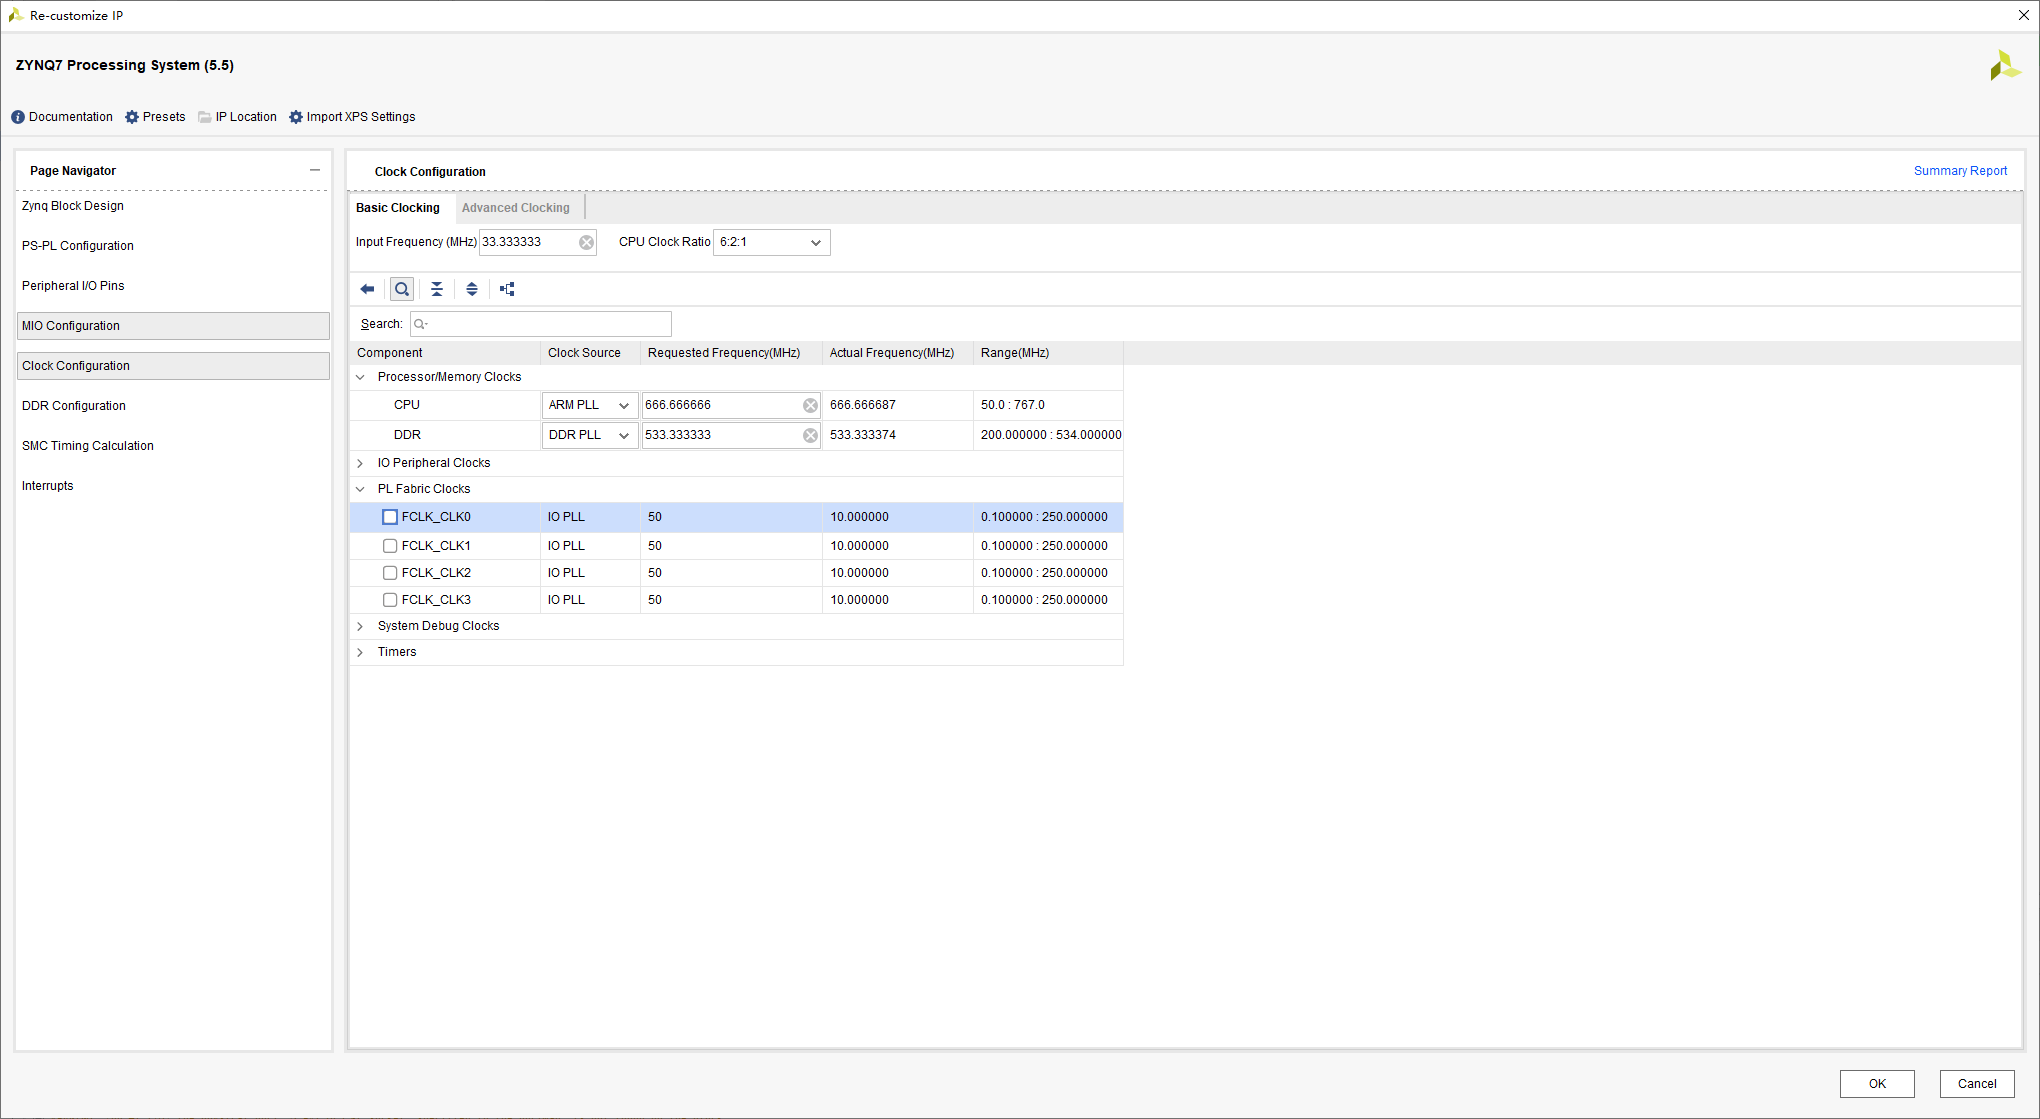 Re-customize IP
ZYNQ7 Processing System (5.5)
Documentation Presets IP Location Import XPS Settings
Page Navigator
Zynq Block Design
PS-PL Configuration
Peripheral I/O Pins
MIO Configuration
Clock Configuration
DDR Configuration
SMC Timing Calculation
Interrupts
Clock Configuration Summary Report
Basic Clocking Advanced Clocking
Input Frequency (MHz) 33.333333 CPU Clock Ratio 6:2:1
Search:
Component Clock Source Requested Frequency(MHz) Actual Frequency(MHz) Range(MHz)
Processor/Memory Clocks
CPU ARM PLL 666.666666 666.666687 50.0 : 767.0
DDR DDR PLL 533.333333 533.333374 200.000000 : 534.000000
IO Peripheral Clocks
PL Fabric Clocks
FCLK_CLK0 IO PLL 50 10.000000 0.100000 : 250.000000
FCLK_CLK1 IO PLL 50 10.000000 0.100000 : 250.000000
FCLK_CLK2 IO PLL 50 10.000000 0.100000 : 250.000000
FCLK_CLK3 IO PLL 50 10.000000 0.100000 : 250.000000
System Debug Clocks
Timers
OK Cancel